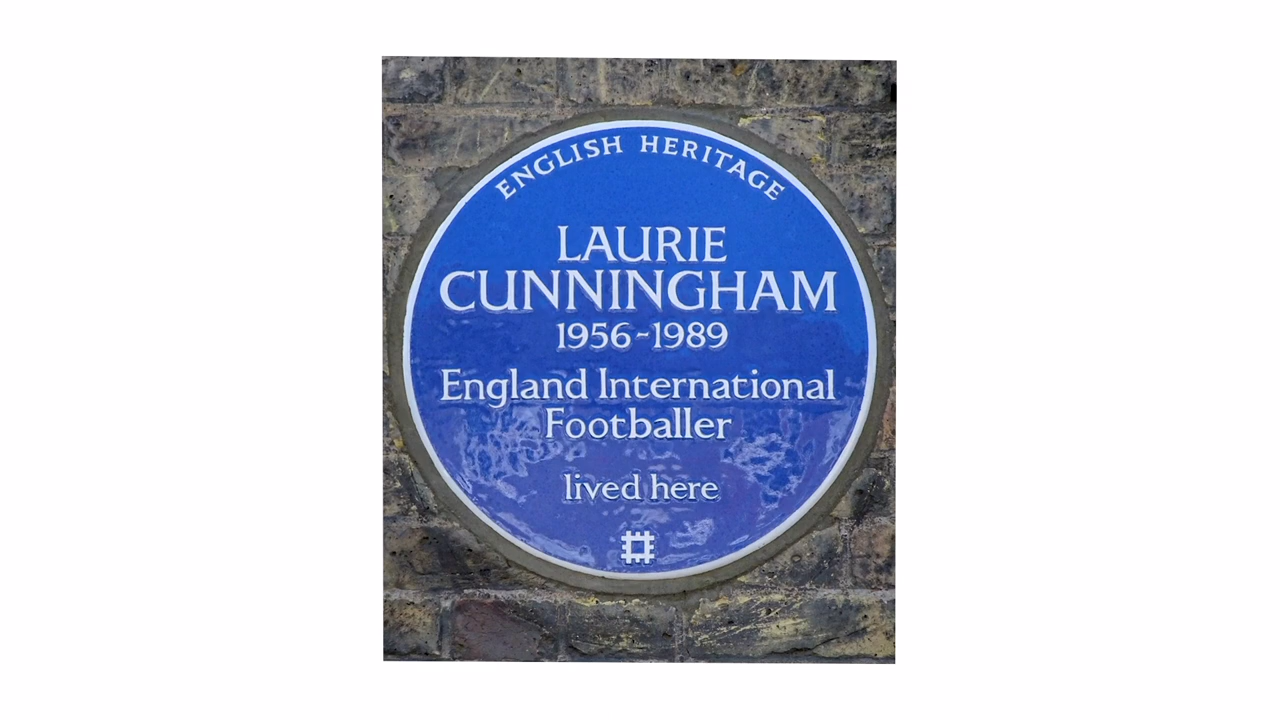 ENGLISH HERITAGE
LAURIE
CUNNINGHAM
1956-1989
England International
Footballer
lived here